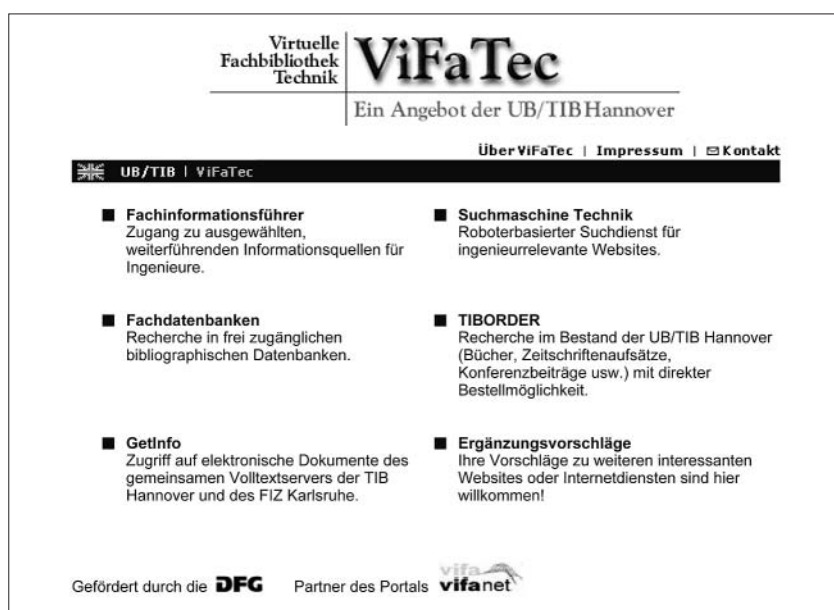 Virtuelle
Fachbibliothek
Technik
ViFaTec
Ein Angebot der UB/TIB Hannover
Über ViFaTec | Impressum | Kontakt
UB/TIB | ViFaTec
Fachinformationsführer
Zugang zu ausgewählten,
weiterführenden Informationsquellen für
Ingenieure.
Suchmaschine Technik
Roboterbasierter Suchdienst für
ingenieurrelevante Websites.
Fachdatenbanken
Recherche in frei zugänglichen
bibliographischen Datenbanken.
TIBORDER
Recherche im Bestand der UB/TIB Hannover
(Bücher, Zeitschriftenaufsätze,
Konferenzbeiträge usw.) mit direkter
Bestellmöglichkeit.
GetInfo
Zugriff auf elektronische Dokumente des
gemeinsamen Volltextservers der TIB
Hannover und des FIZ Karlsruhe.
Ergänzungsvorschläge
Ihre Vorschläge zu weiteren interessanten
Websites oder Internetdiensten sind hier
willkommen!
Gefördert durch die DFG
Partner des Portals vifa vifanet